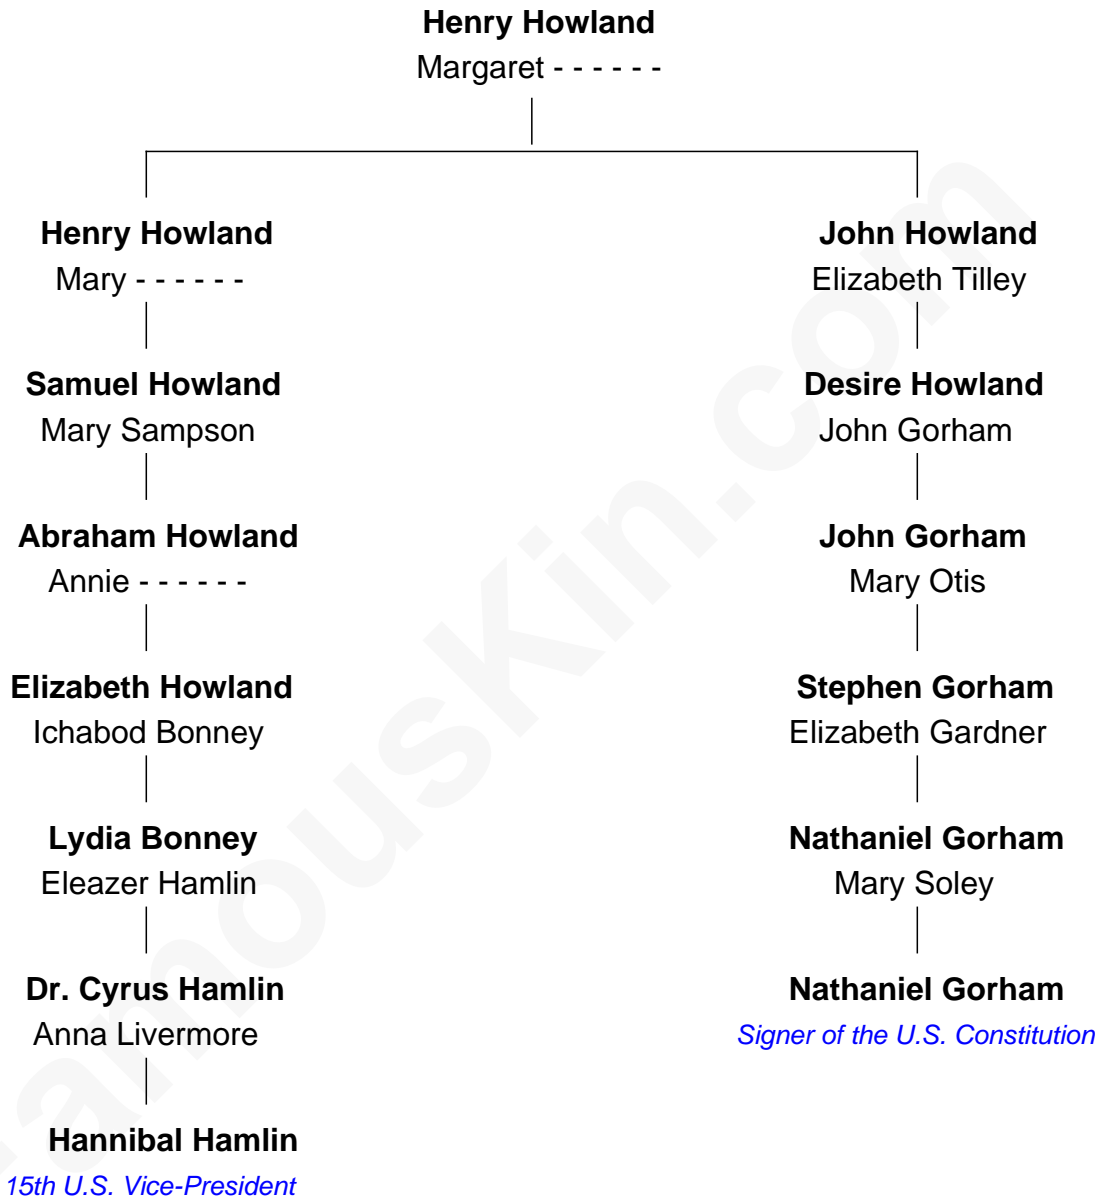 Henry Howland
Margaret - - - - - -
Henry Howland
Mary - - - - - -
John Howland
Elizabeth Tilley
Samuel Howland
Mary Sampson
Desire Howland
John Gorham
Abraham Howland
Annie - - - - - -
John Gorham
Mary Otis
Elizabeth Howland
Ichabod Bonney
Stephen Gorham
Elizabeth Gardner
Lydia Bonney
Eleazer Hamlin
Nathaniel Gorham
Mary Soley
Dr. Cyrus Hamlin
Anna Livermore
Nathaniel Gorham
Signer of the U.S. Constitution
Hannibal Hamlin
15th U.S. Vice-President
amousKin.com